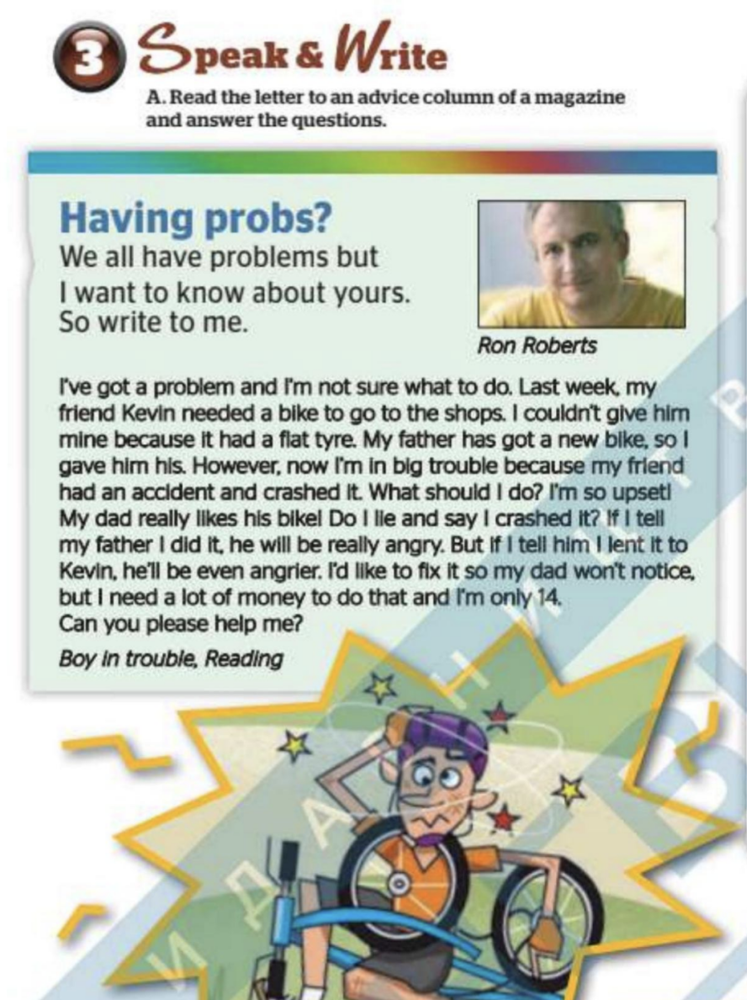 3 Speak & Write
A. Read the letter to an advice column of a magazine
and answer the questions.
Having probs?
We all have problems but
I want to know about yours.
So write to me.
Ron Roberts
I've got a problem and I'm not sure what to do. Last week, my
friend Kevin needed a bike to go to the shops. I couldn't give him
mine because it had a flat tyre. My father has got a new bike, so I
gave him his. However, now I'm in big trouble because my friend
had an accident and crashed it. What should I do? I'm so upset!
My dad really likes his bike! Do I lie and say I crashed it? If I tell
my father I did it, he will be really angry. But if I tell him I lent it to
Kevin, he'll be even angrier. I'd like to fix it so my dad won't notice,
but I need a lot of money to do that and I'm only 14.
Can you please help me?
Boy in trouble, Reading